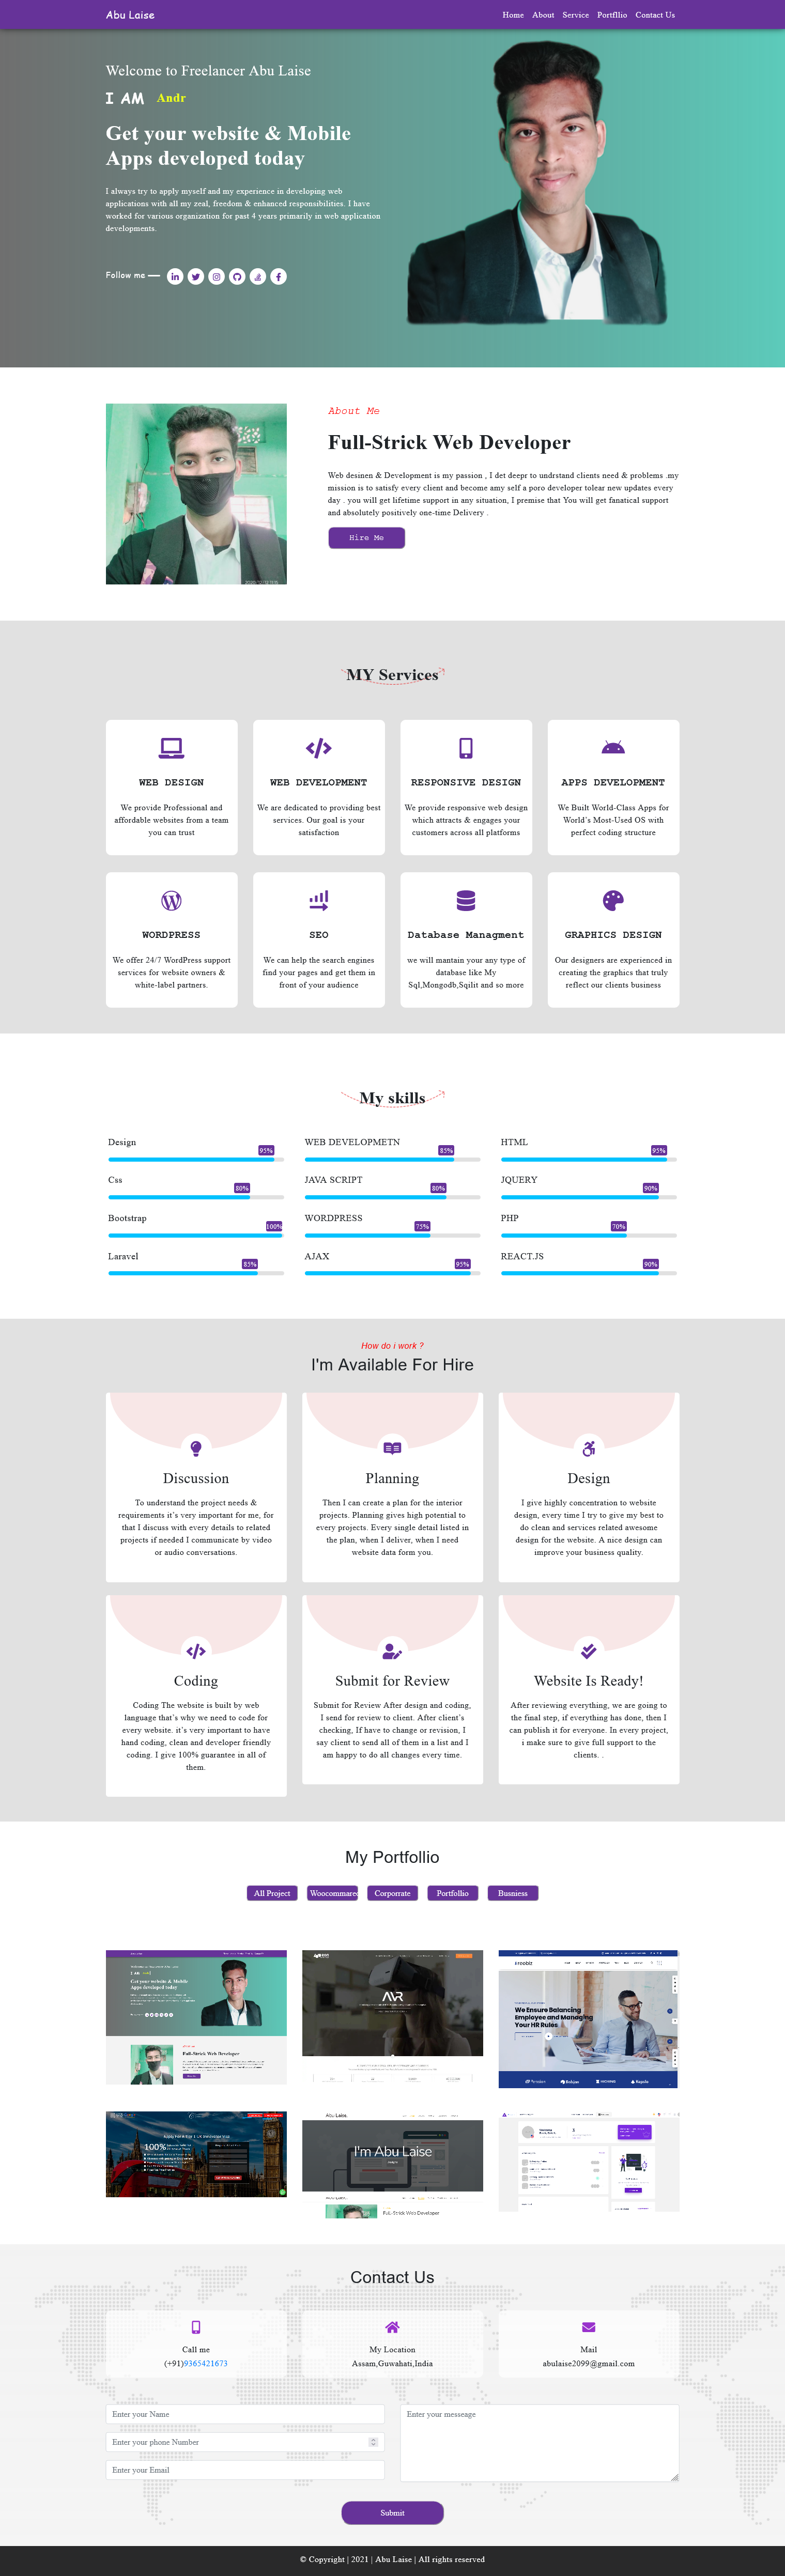 Abu Laise
Home About Service Portfllio Contact Us
Welcome to Freelancer Abu Laise
I AM Andr
Get your website & Mobile
Apps developed today
I always try to apply myself and my experience in developing web
applications with all my zeal, freedom & enhanced responsibilities. I have
worked for various organization for past 4 years primarily in web application
developments.
Follow me
About Me
Full-Strick Web Developer
Web desinen & Development is my passion , I det deepr to undrstand clients need & problems .my
mission is to satisfy every client and become amy self a poro developer tolear new updates every
day . you will get lifetime support in any situation, I premise that You will get fanatical support
and absolutely positively one-time Delivery .
Hire Me
MY Services
WEB DESIGN
We provide Professional and
affordable websites from a team
you can trust
WEB DEVELOPMENT
We are dedicated to providing best
services. Our goal is your
satisfaction
RESPONSIVE DESIGN
We provide responsive web design
which attracts & engages your
customers across all platforms
APPS DEVELOPMENT
We Built World-Class Apps for
World's Most-Used OS with
perfect coding structure
WORDPRESS
We offer 24/7 WordPress support
services for website owners &
white-label partners.
SEO
We can help the search engines
find your pages and get them in
front of your audience
Database Managment
we will mantain your any type of
database like My
Sql,Mongodb,Sqilit and so more
GRAPHICS DESIGN
Our designers are experienced in
creating the graphics that truly
reflect our clients business
My skills
Design 95%
WEB DEVELOPMETN 85%
HTML 95%
Css 80%
JAVA SCRIPT 80%
JQUERY 90%
Bootstrap 100%
WORDPRESS 75%
PHP 70%
Laravel 85%
AJAX 95%
REACT.JS 90%
How do i work ?
I'm Available For Hire
Discussion
To understand the project needs &
requirements it's very important for me, for
that I discuss with every details to related
projects if needed I communicate by video
or audio conversations.
Planning
Then I can create a plan for the interior
projects. Planning gives high potential to
every projects. Every single detail listed in
the plan, when I deliver, when I need
website data form you.
Design
I give highly concentration to website
design, every time I try to give my best to
do clean and services related awesome
design for the website. A nice design can
improve your business quality.
Coding
Coding The website is built by web
language that's why we need to code for
every website. it's very important to have
hand coding, clean and developer friendly
coding. I give 100% guarantee in all of
them.
Submit for Review
Submit for Review After design and coding,
I send for review to client. After client's
checking, If have to change or revision, I
say client to send all of them in a list and I
am happy to do all changes every time.
Website Is Ready!
After reviewing everything, we are going to
the final step, if everything has done, then I
can publish it for everyone. In every project,
i make sure to give full support to the
clients. ..
My Portfollio
All Project Woocommarec Corporrate Portfollio Busniess
Get your website & Mobile
Apps developed today
Full-Strick Web Developer
We Ensure Balancing
Employee and Managing
Your HR Rules
100%
Abu Laise.
I'm Abu Laise
Full-Strick Web Developer
Contact Us
Call me
(+91)9365421673
My Location
Assam,Guwahati,India
Mail
abulaise2099@gmail.com
Enter your Name
Enter your messeage
Enter your phone Number
Enter your Email
Submit
© Copyright | 2021 | Abu Laise | All rights reserved